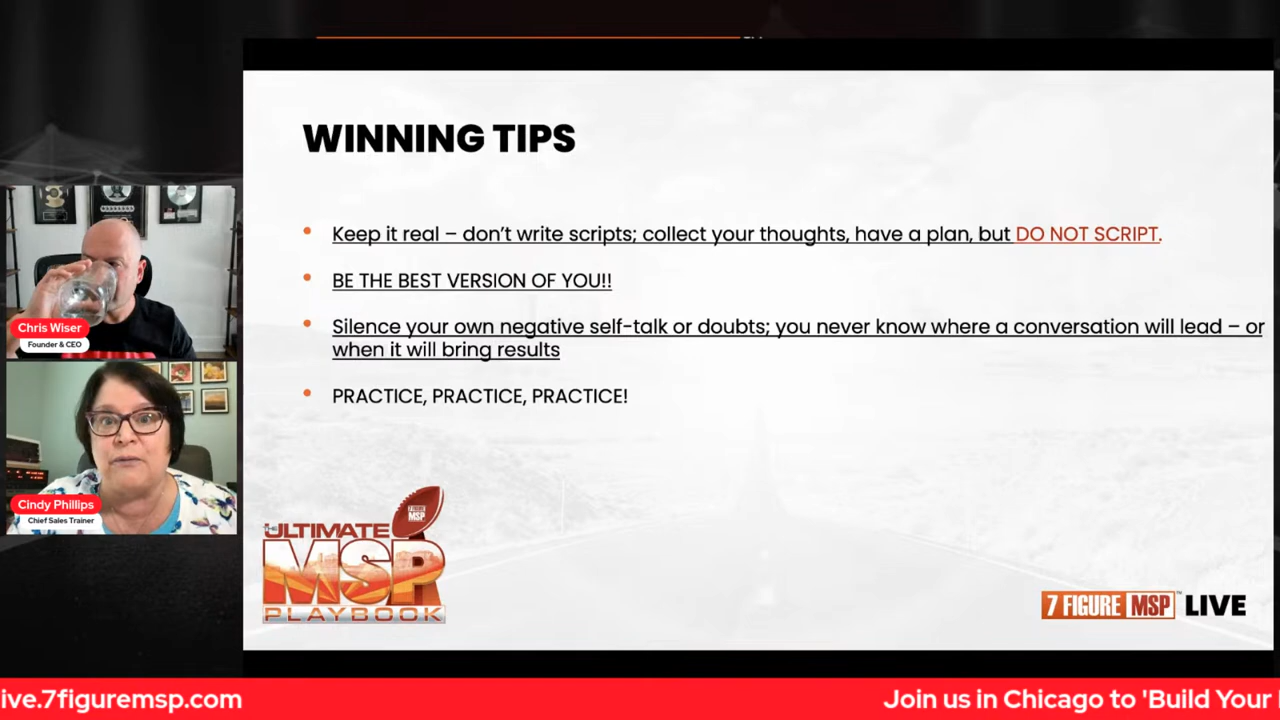 WINNING TIPS
Keep it real – don't write scripts; collect your thoughts, have a plan, but DO NOT SCRIPT.
BE THE BEST VERSION OF YOU!!
Silence your own negative self-talk or doubts; you never know where a conversation will lead – or
when it will bring results
PRACTICE, PRACTICE, PRACTICE!
Chris Wiser
Founder & CEO
Cindy Phillips
Chief Sales Trainer
7 FIGURE
MSP
THE
ULTIMATE
MSP
PLAYBOOK
7 FIGURE MSP™ LIVE
ive.7figuremsp.com
Join us in Chicago to 'Build Your